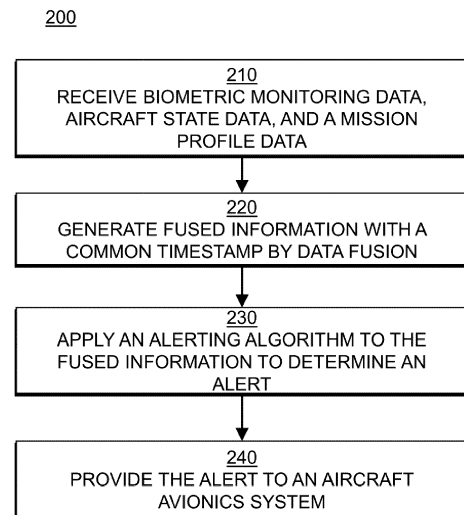 200
210
RECEIVE BIOMETRIC MONITORING DATA,
AIRCRAFT STATE DATA, AND A MISSION
PROFILE DATA
220
GENERATE FUSED INFORMATION WITH A
COMMON TIMESTAMP BY DATA FUSION
230
APPLY AN ALERTING ALGORITHM TO THE
FUSED INFORMATION TO DETERMINE AN
ALERT
240
PROVIDE THE ALERT TO AN AIRCRAFT
AVIONICS SYSTEM